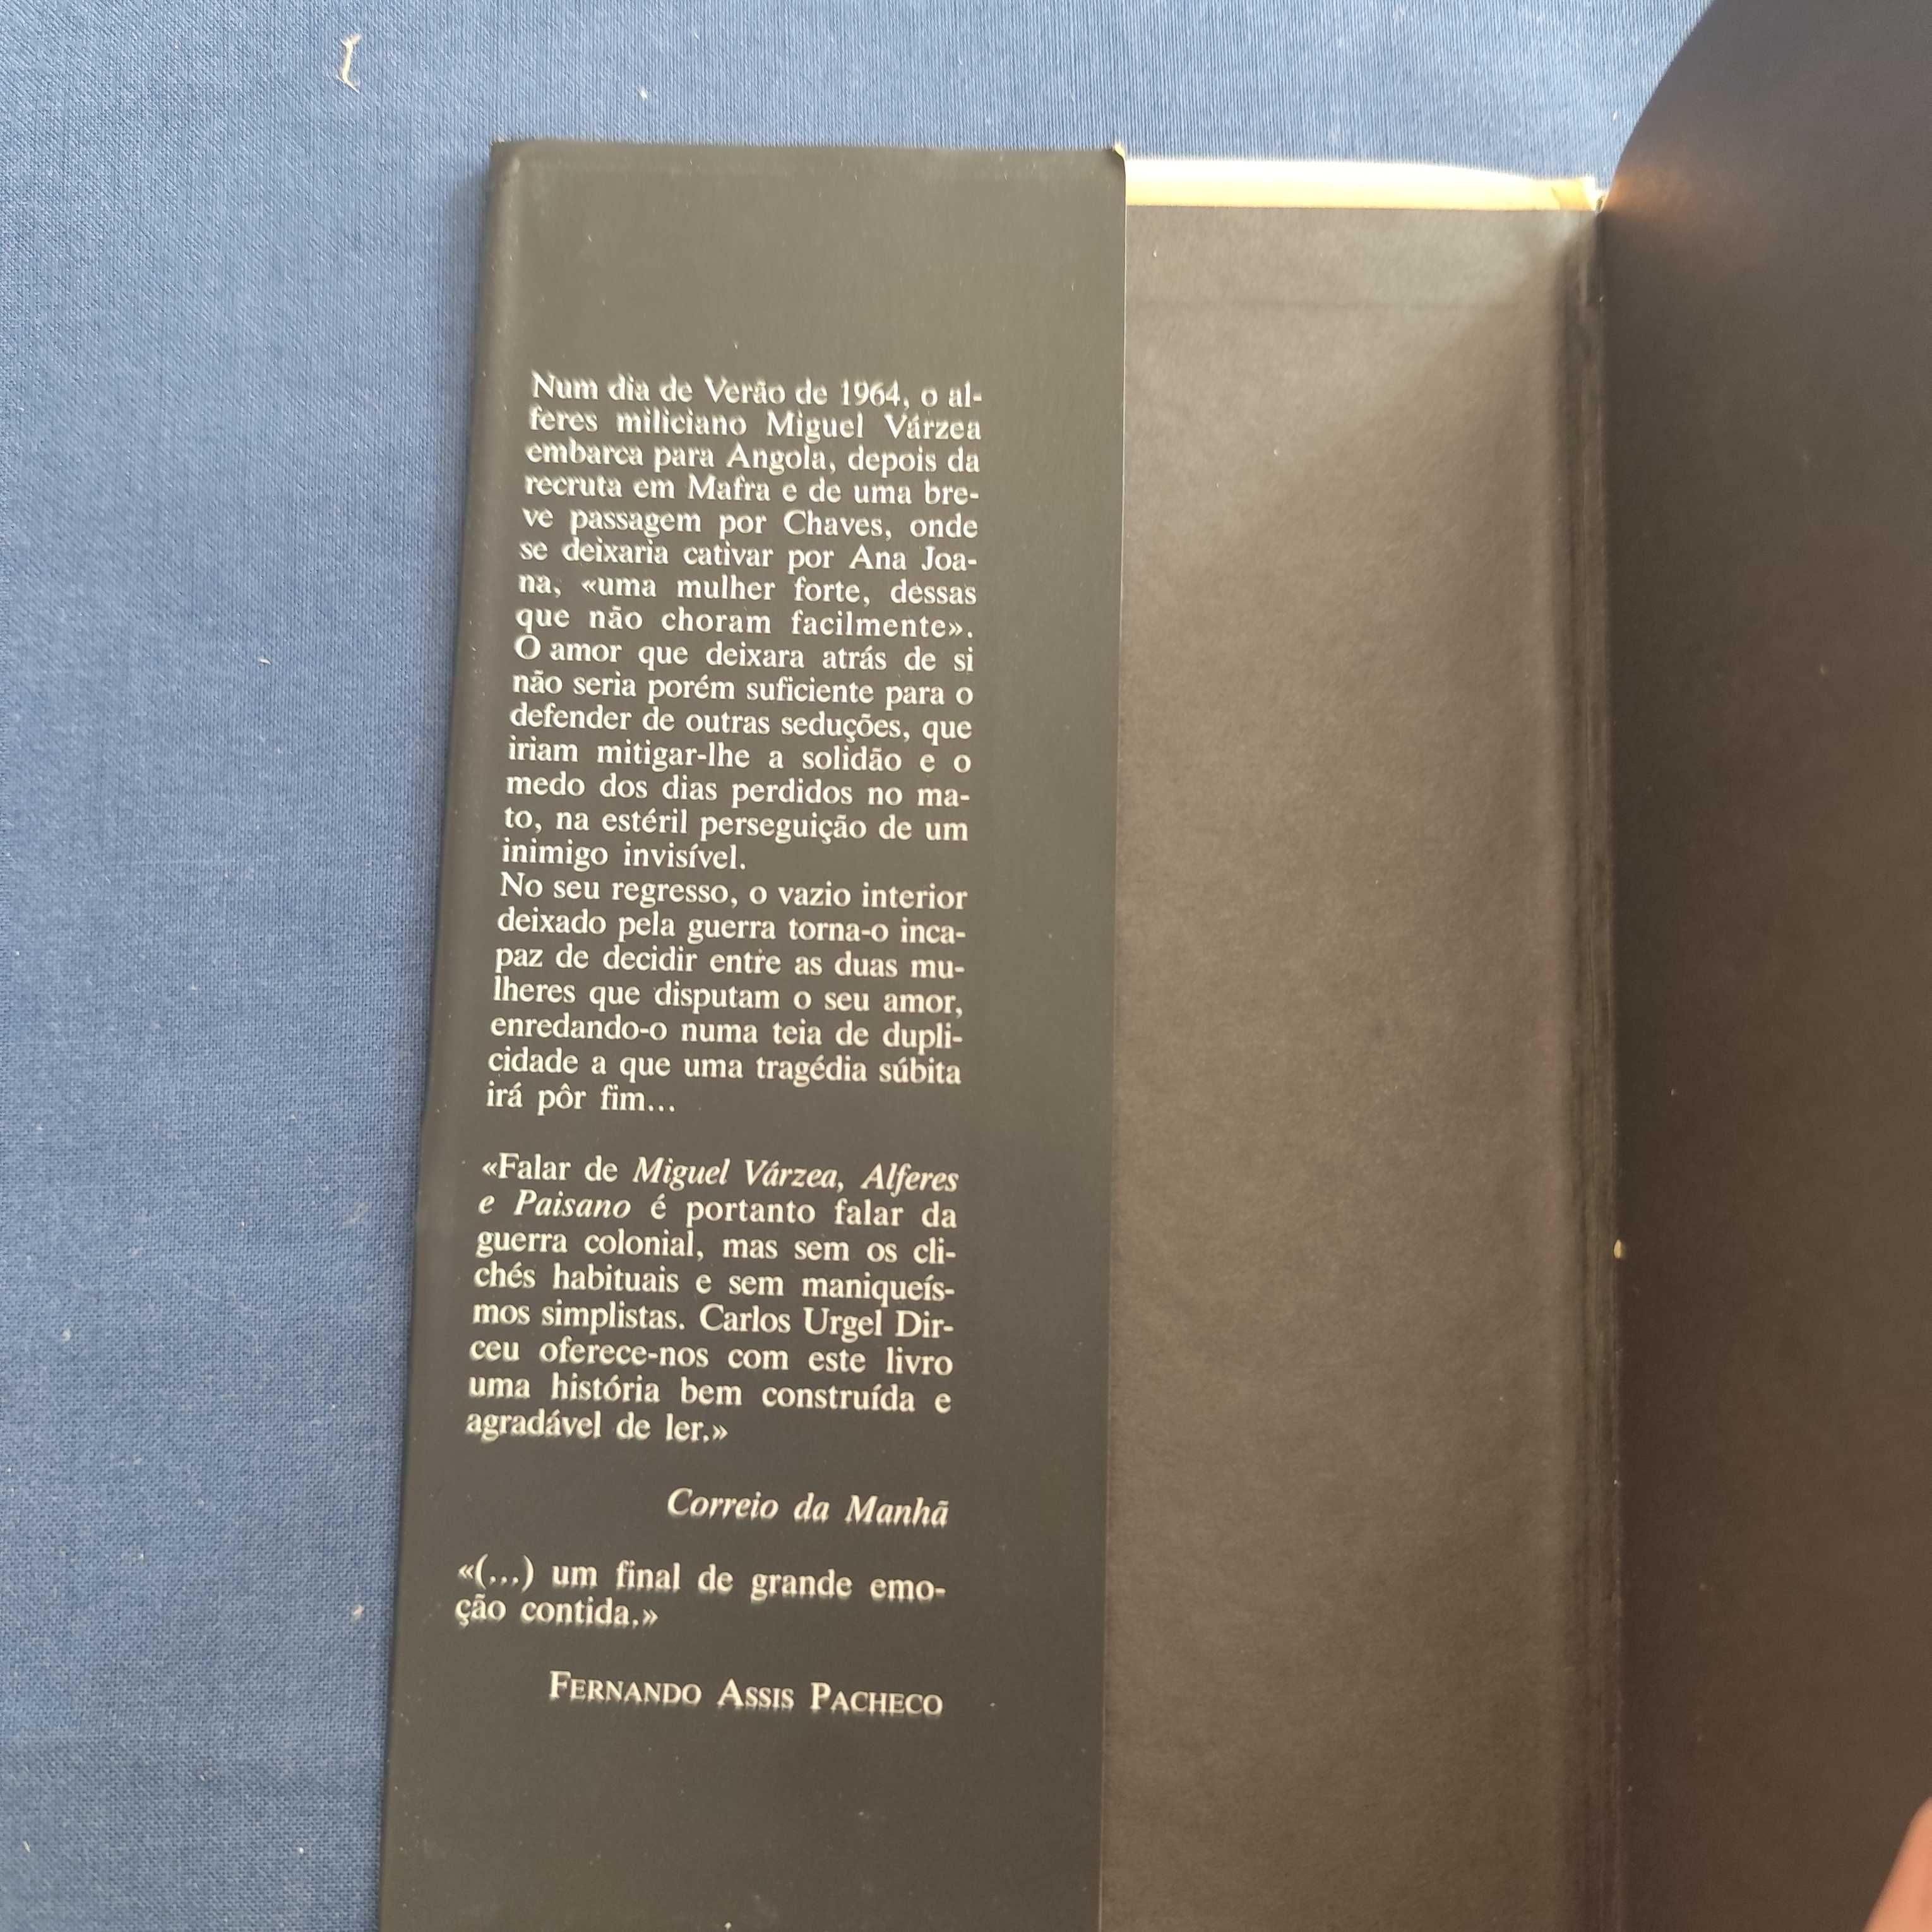 Num dia de Verão de 1964, o al-
feres miliciano Miguel Várzea
embarca para Angola, depois da
recruta em Mafra e de uma bre-
ve passagem por Chaves, onde
se deixaria cativar por Ana Joa-
na, «uma mulher forte, dessas
que não choram facilmente».
O amor que deixara atrás de si
não seria porém suficiente para o
defender de outras seduções, que
iriam mitigar-lhe a solidão e o
medo dos dias perdidos no ma-
to, na estéril perseguição de um
inimigo invisível.
No seu regresso, o vazio interior
deixado pela guerra torna-o inca-
paz de decidir entre as duas mu-
lheres que disputam o seu amor,
enredando-o numa teia de dupli-
cidade a que uma tragédia súbita
irá pôr fim...
«Falar de Miguel Várzea, Alferes
e Paisano é portanto falar da
guerra colonial, mas sem os cli-
chés habituais e sem maniqueís-
mos simplistas. Carlos Urgel Dir-
ceu oferece-nos com este livro
uma história bem construída e
agradável de ler.»
Correio da Manhã
«(...) um final de grande emo-
ção contida.»
FERNANDO ASSIS PACHECO